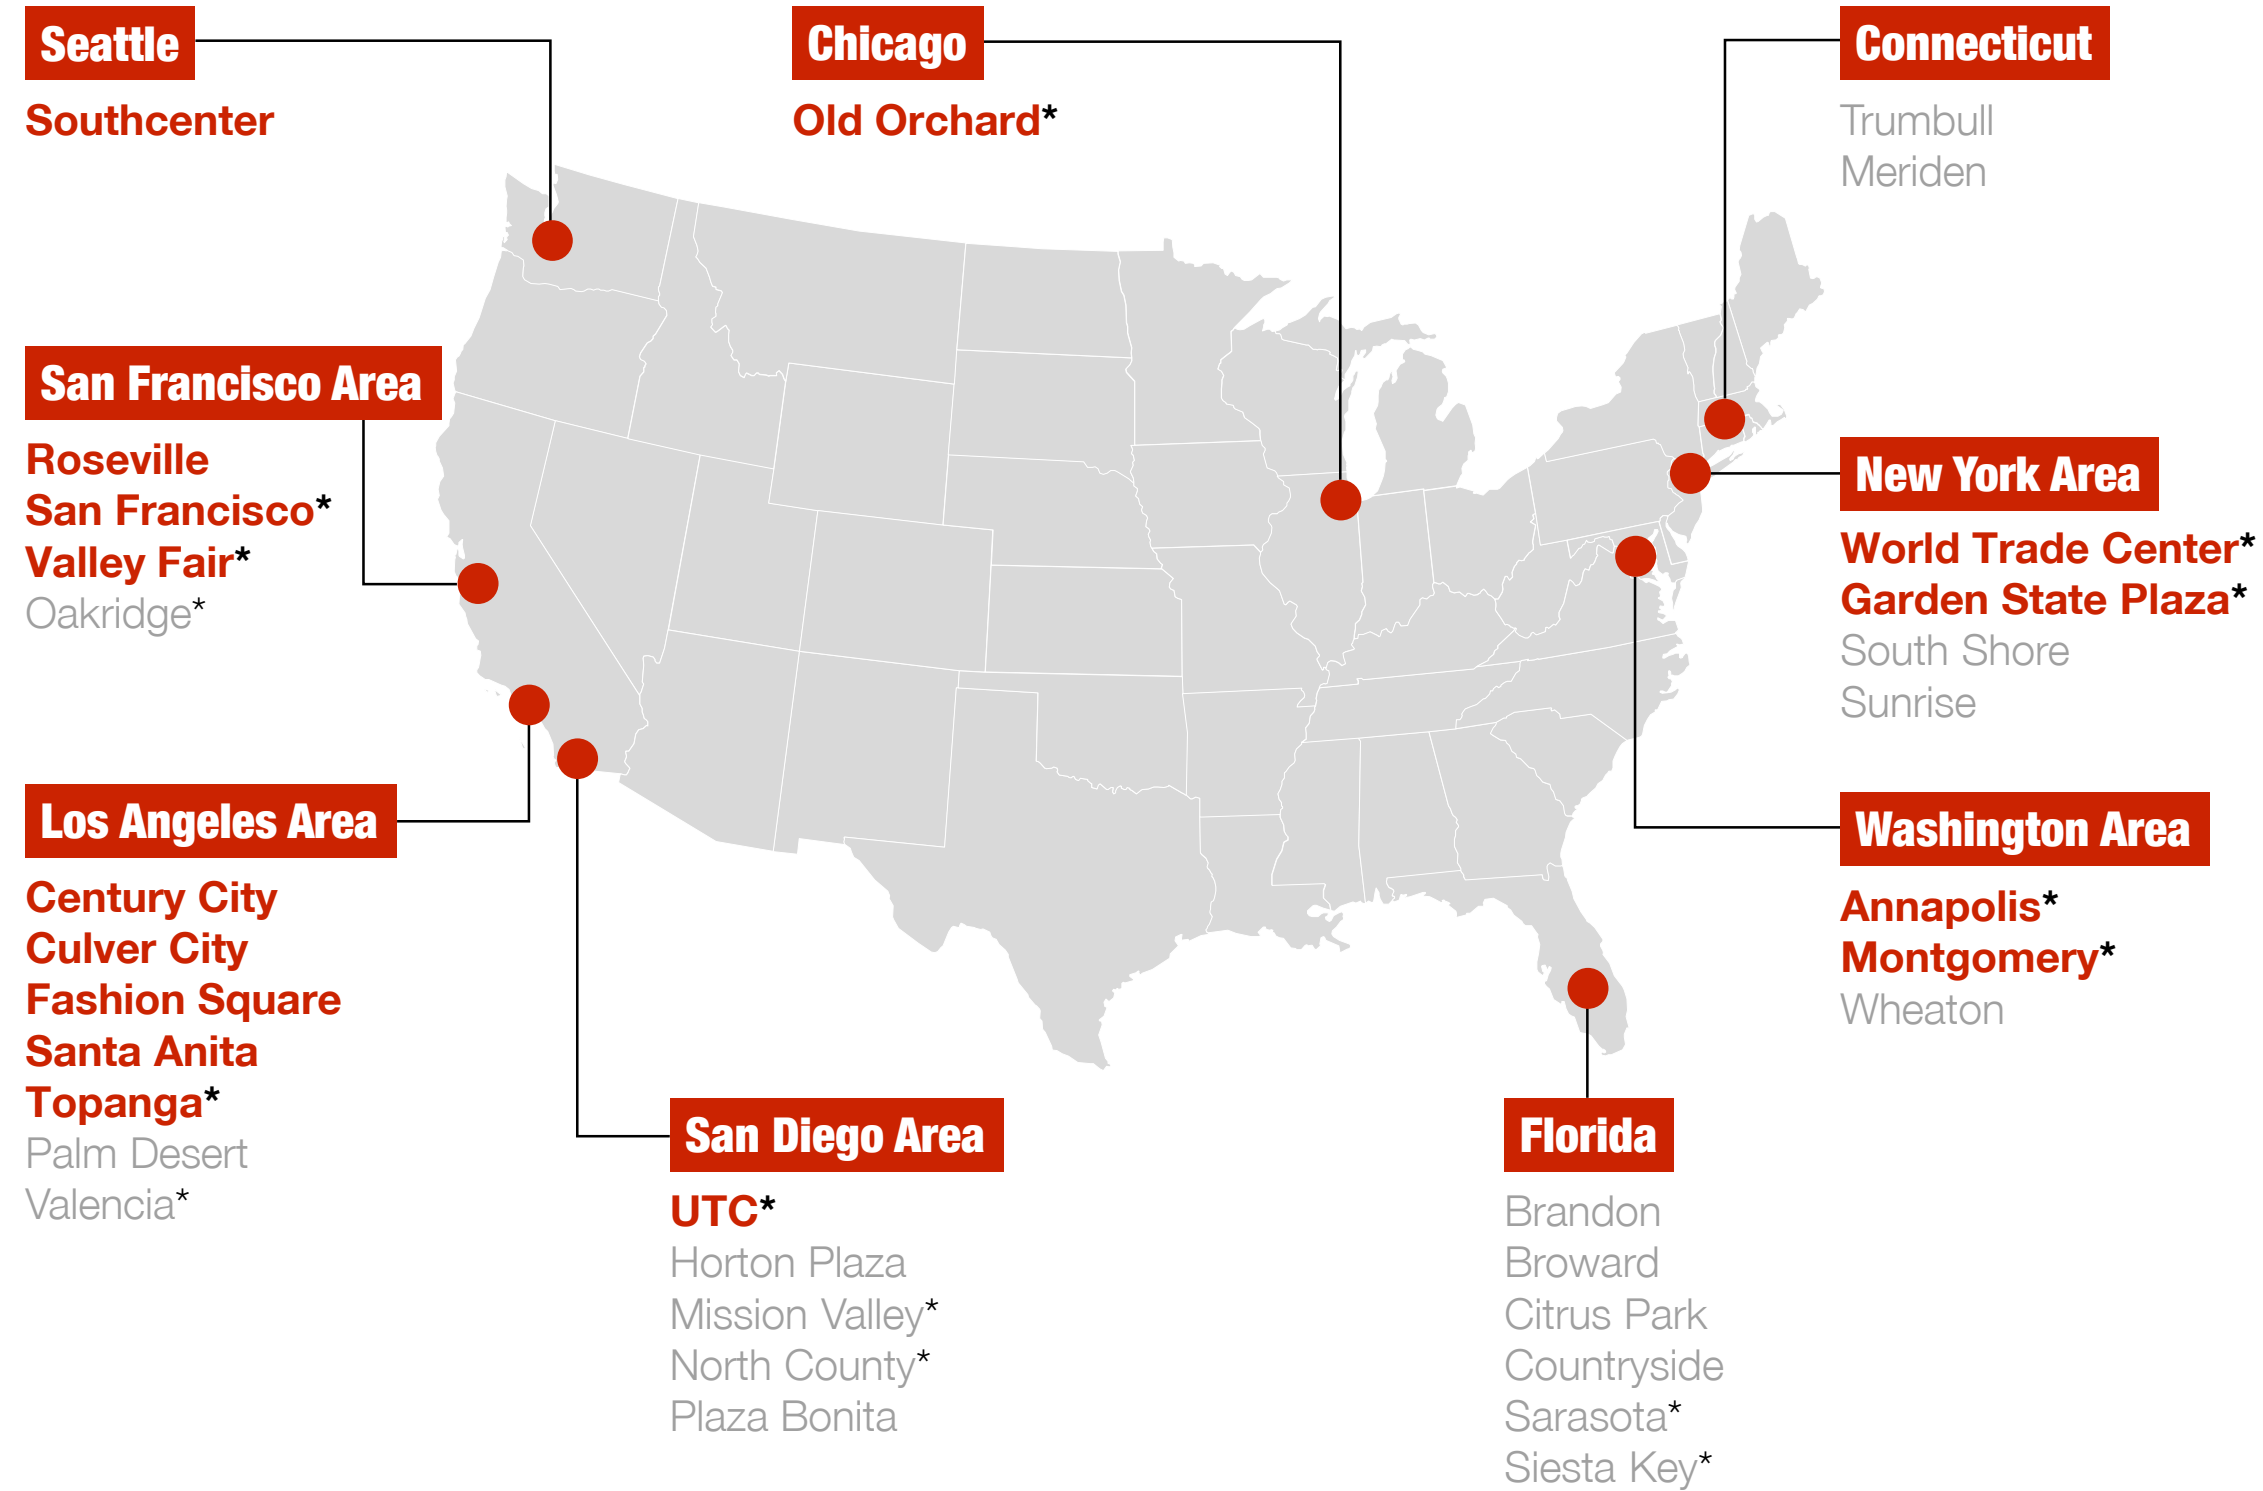 Seattle
Southcenter
Chicago
Old Orchard*
Connecticut
Trumbull
Meriden
San Francisco Area
Roseville
San Francisco*
Valley Fair*
Oakridge*
New York Area
World Trade Center*
Garden State Plaza*
South Shore
Sunrise
Los Angeles Area
Century City
Culver City
Fashion Square
Santa Anita
Topanga*
Palm Desert
Valencia*
Washington Area
Annapolis*
Montgomery*
Wheaton
San Diego Area
UTC*
Horton Plaza
Mission Valley*
North County*
Plaza Bonita
Florida
Brandon
Broward
Citrus Park
Countryside
Sarasota*
Siesta Key*